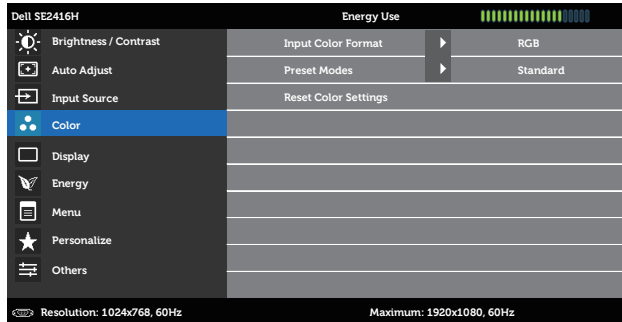 Dell SE2416H Energy Use
Brightness / Contrast Input Color Format RGB
Auto Adjust Preset Modes Standard
Input Source Reset Color Settings
Color
Display
Energy
Menu
Personalize
Others
Resolution: 1024x768, 60Hz Maximum: 1920x1080, 60Hz